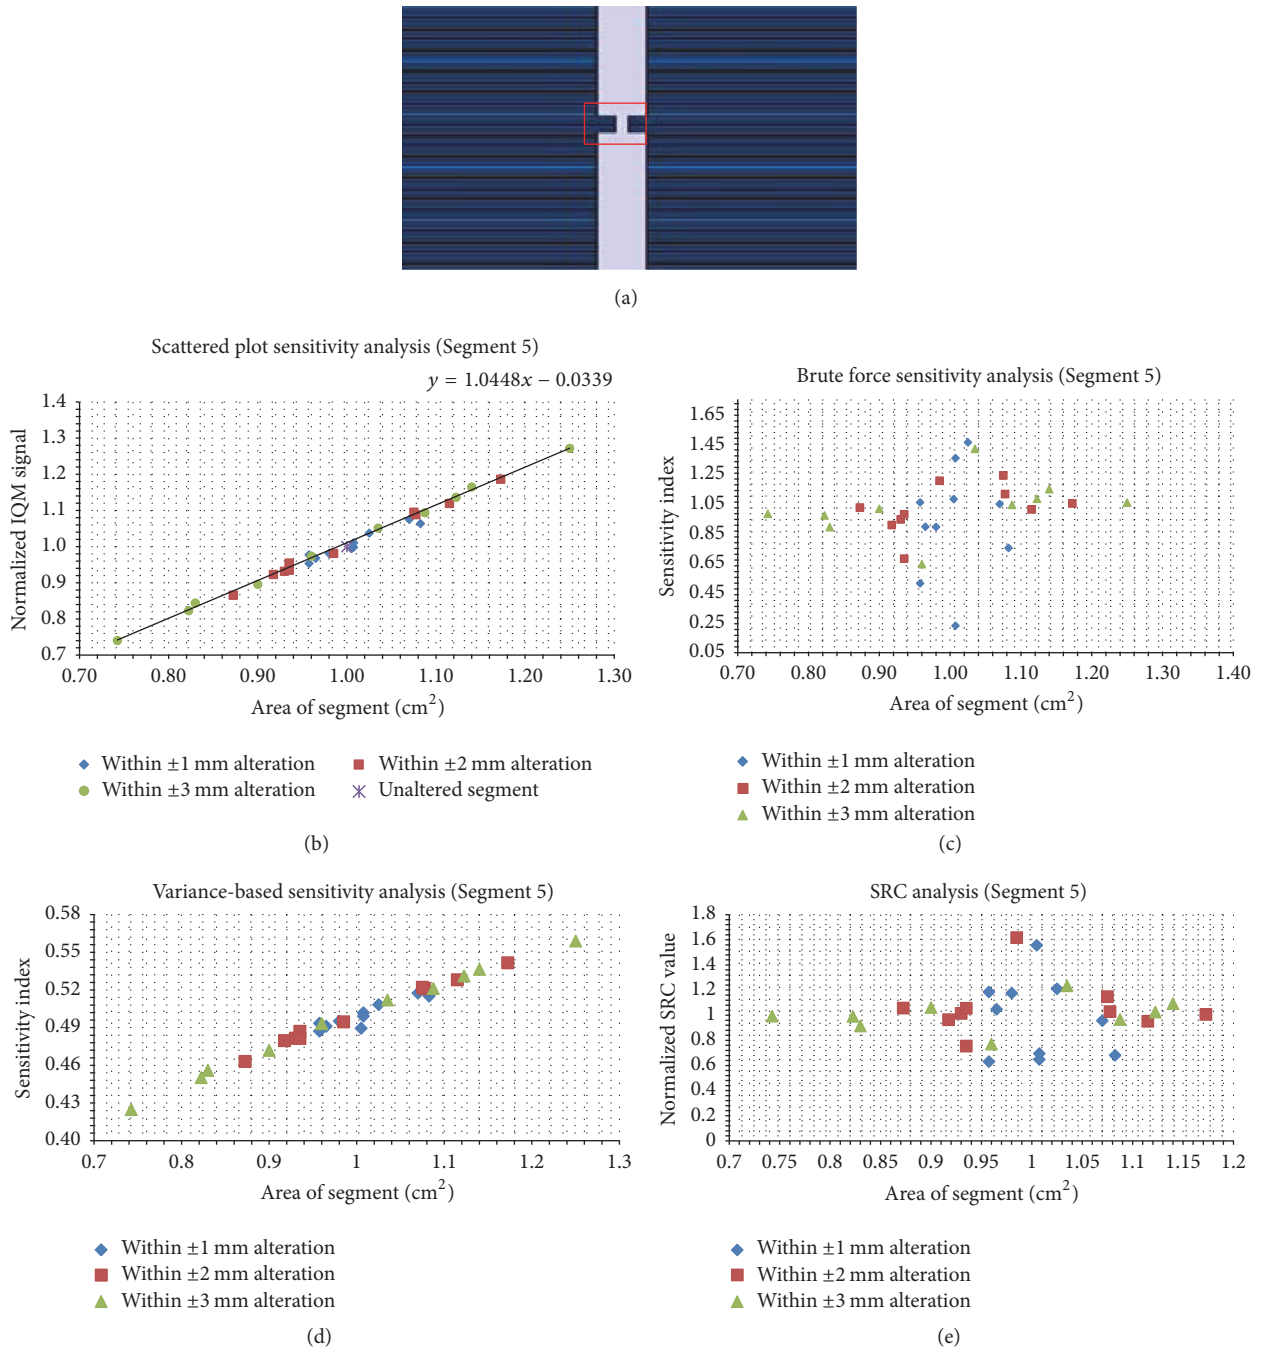 (a)
Scattered plot sensitivity analysis (Segment 5)
y = 1.0448x − 0.0339
Normalized IQM signal
1.4
1.3
1.2
1.1
1.0
0.9
0.8
0.7
0.70 0.80 0.90 1.00 1.10 1.20 1.30
Area of segment (cm²)
Within ±1 mm alteration
Within ±2 mm alteration
Within ±3 mm alteration
Unaltered segment
(b)
Brute force sensitivity analysis (Segment 5)
Sensitivity index
1.65
1.45
1.25
1.05
0.85
0.65
0.45
0.25
0.05
0.70 0.80 0.90 1.00 1.10 1.20 1.30 1.40
Area of segment (cm²)
Within ±1 mm alteration
Within ±2 mm alteration
Within ±3 mm alteration
(c)
Variance-based sensitivity analysis (Segment 5)
Sensitivity index
0.58
0.55
0.52
0.49
0.46
0.43
0.40
0.7 0.8 0.9 1 1.1 1.2 1.3
Area of segment (cm²)
Within ±1 mm alteration
Within ±2 mm alteration
Within ±3 mm alteration
(d)
SRC analysis (Segment 5)
Normalized SRC value
1.8
1.6
1.4
1.2
1
0.8
0.6
0.4
0.2
0
0.7 0.8 0.85 0.9 0.95 1 1.05 1.1 1.15 1.2
Area of segment (cm²)
Within ±1 mm alteration
Within ±2 mm alteration
Within ±3 mm alteration
(e)